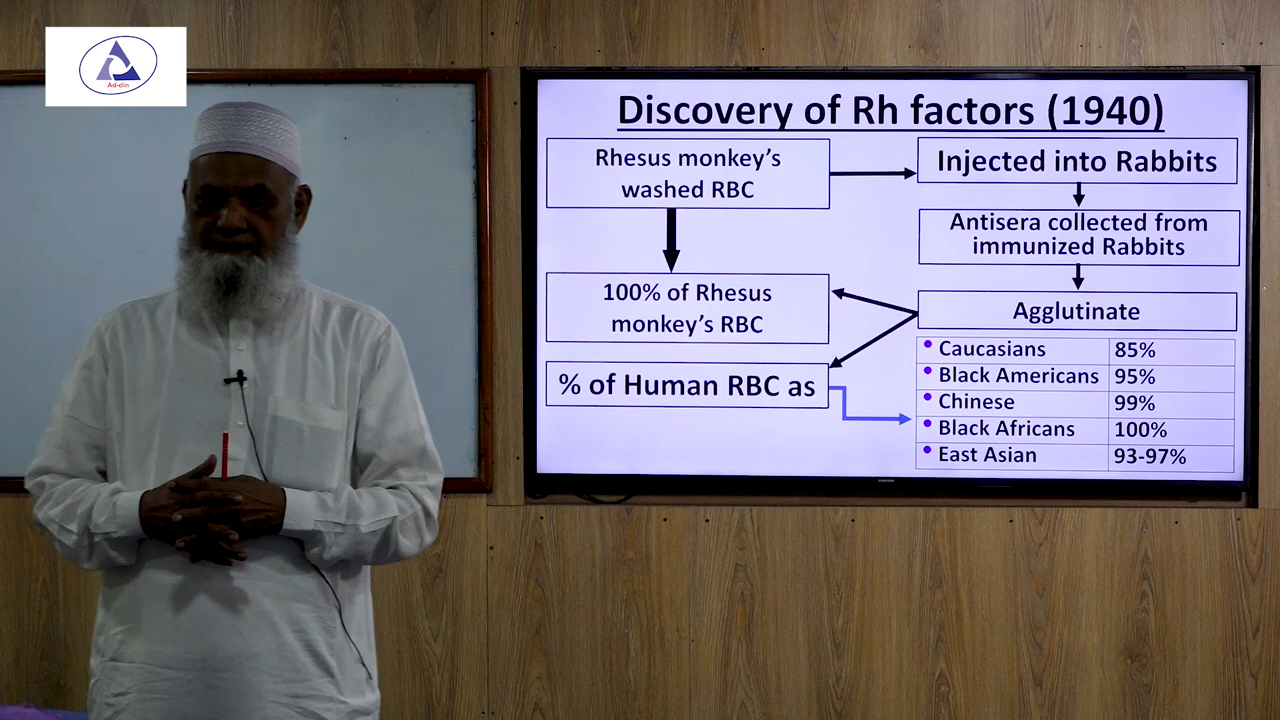 Ad-din
Discovery of Rh factors (1940)
Rhesus monkey’s
washed RBC
Injected into Rabbits
Antisera collected from
immunized Rabbits
100% of Rhesus
monkey’s RBC
Agglutinate
% of Human RBC as
• Caucasians 85%
• Black Americans 95%
• Chinese 99%
• Black Africans 100%
• East Asian 93-97%
SAMSUNG